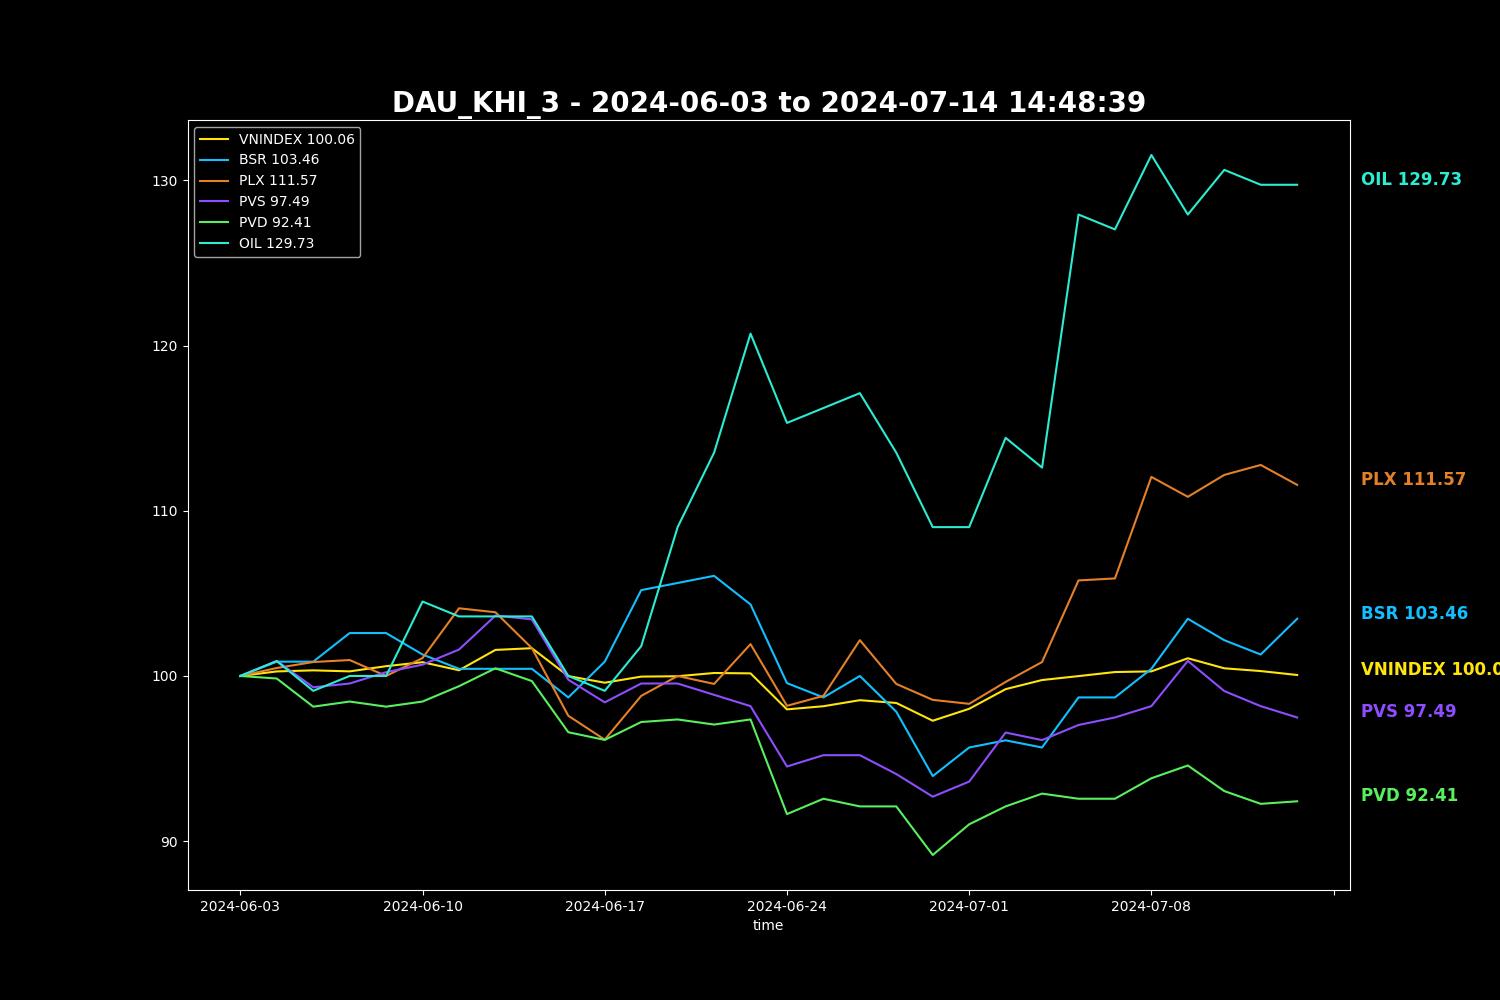 DAU_KHI_3 - 2024-06-03 to 2024-07-14 14:48:39
VNINDEX 100.06
BSR 103.46
PLX 111.57
PVS 97.49
PVD 92.41
OIL 129.73
130
120
110
100
90
OIL 129.73
PLX 111.57
BSR 103.46
VNINDEX 100.0
PVS 97.49
PVD 92.41
2024-06-03 2024-06-10 2024-06-17 2024-06-24 2024-07-01 2024-07-08
time